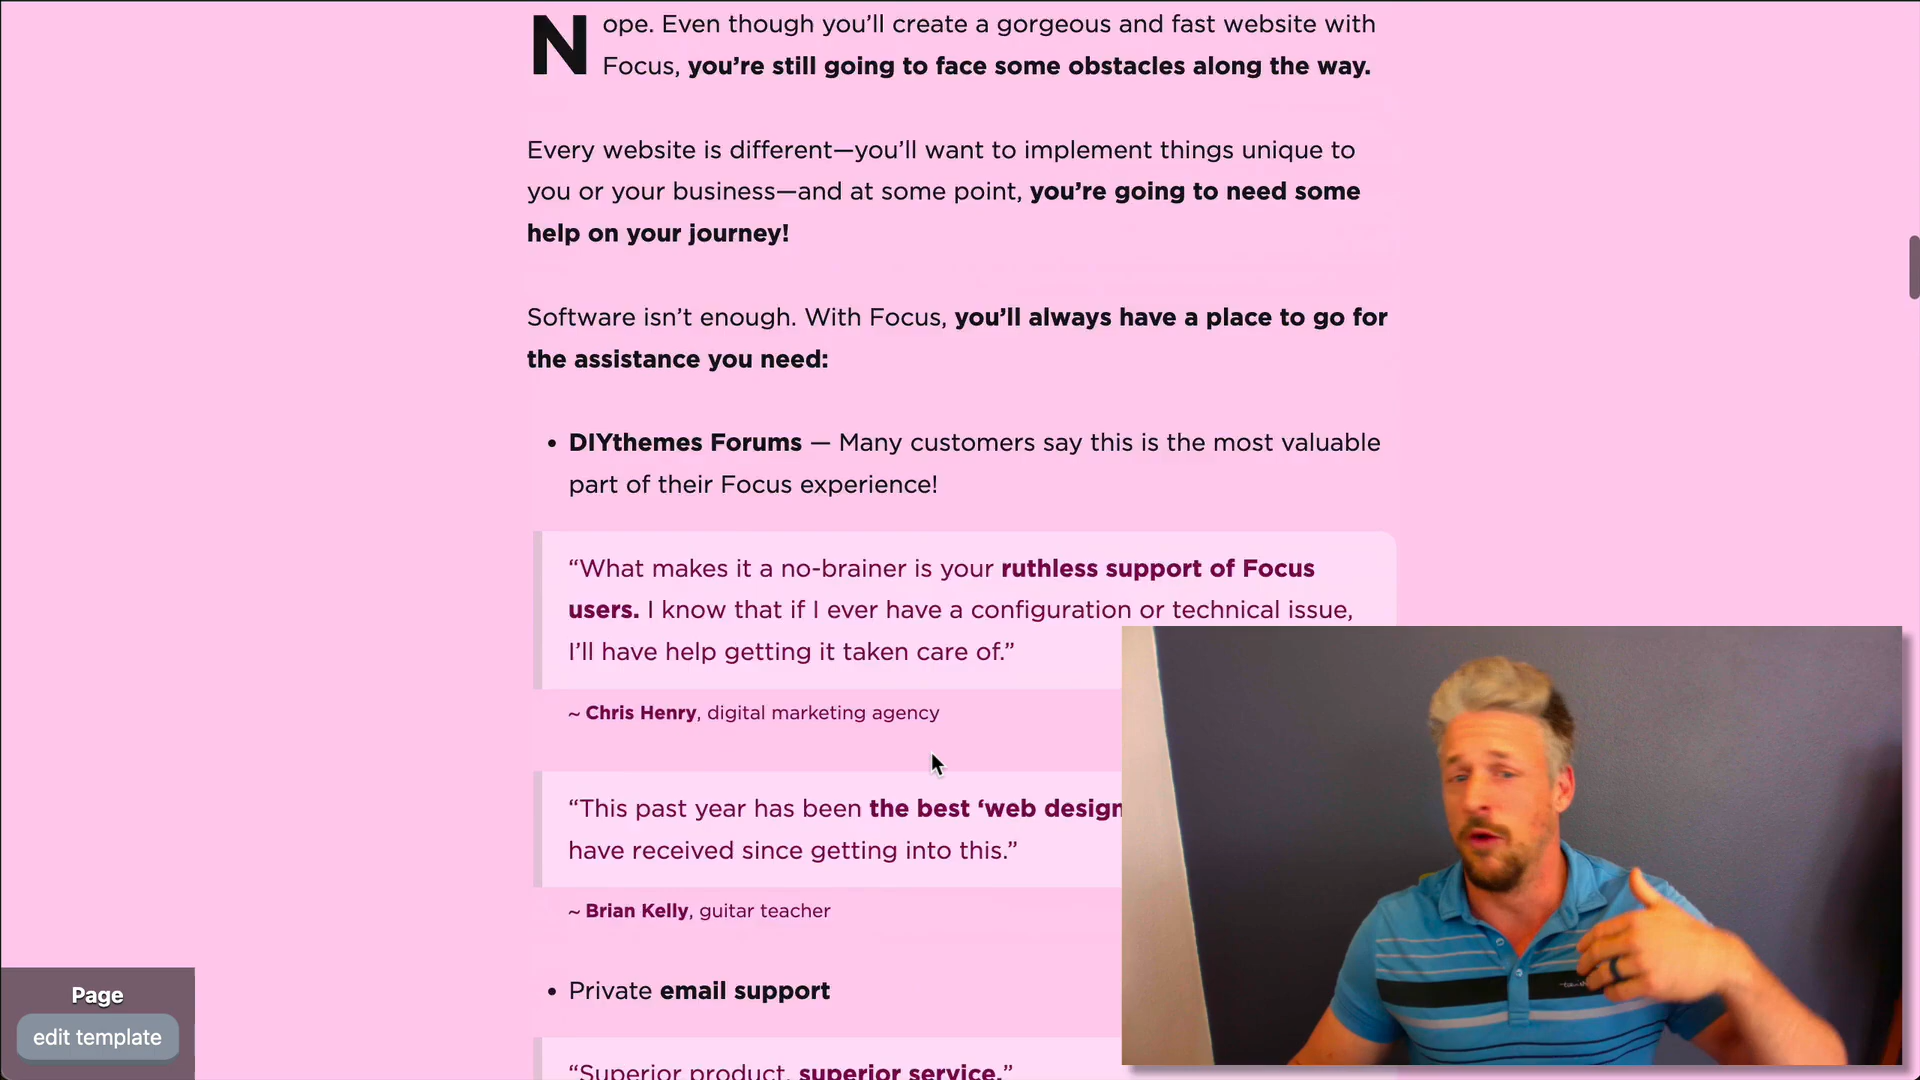 Nope. Even though you’ll create a gorgeous and fast website with
Focus, you’re still going to face some obstacles along the way.
Every website is different—you’ll want to implement things unique to
you or your business—and at some point, you’re going to need some
help on your journey!
Software isn’t enough. With Focus, you’ll always have a place to go for
the assistance you need:
• DIYthemes Forums — Many customers say this is the most valuable
part of their Focus experience!
“What makes it a no-brainer is your ruthless support of Focus
users. I know that if I ever have a configuration or technical issue,
I’ll have help getting it taken care of.”
~ Chris Henry, digital marketing agency
“This past year has been the best ‘web design
have received since getting into this.”
~ Brian Kelly, guitar teacher
• Private email support
“Superior product, superior service.”
Page
edit template